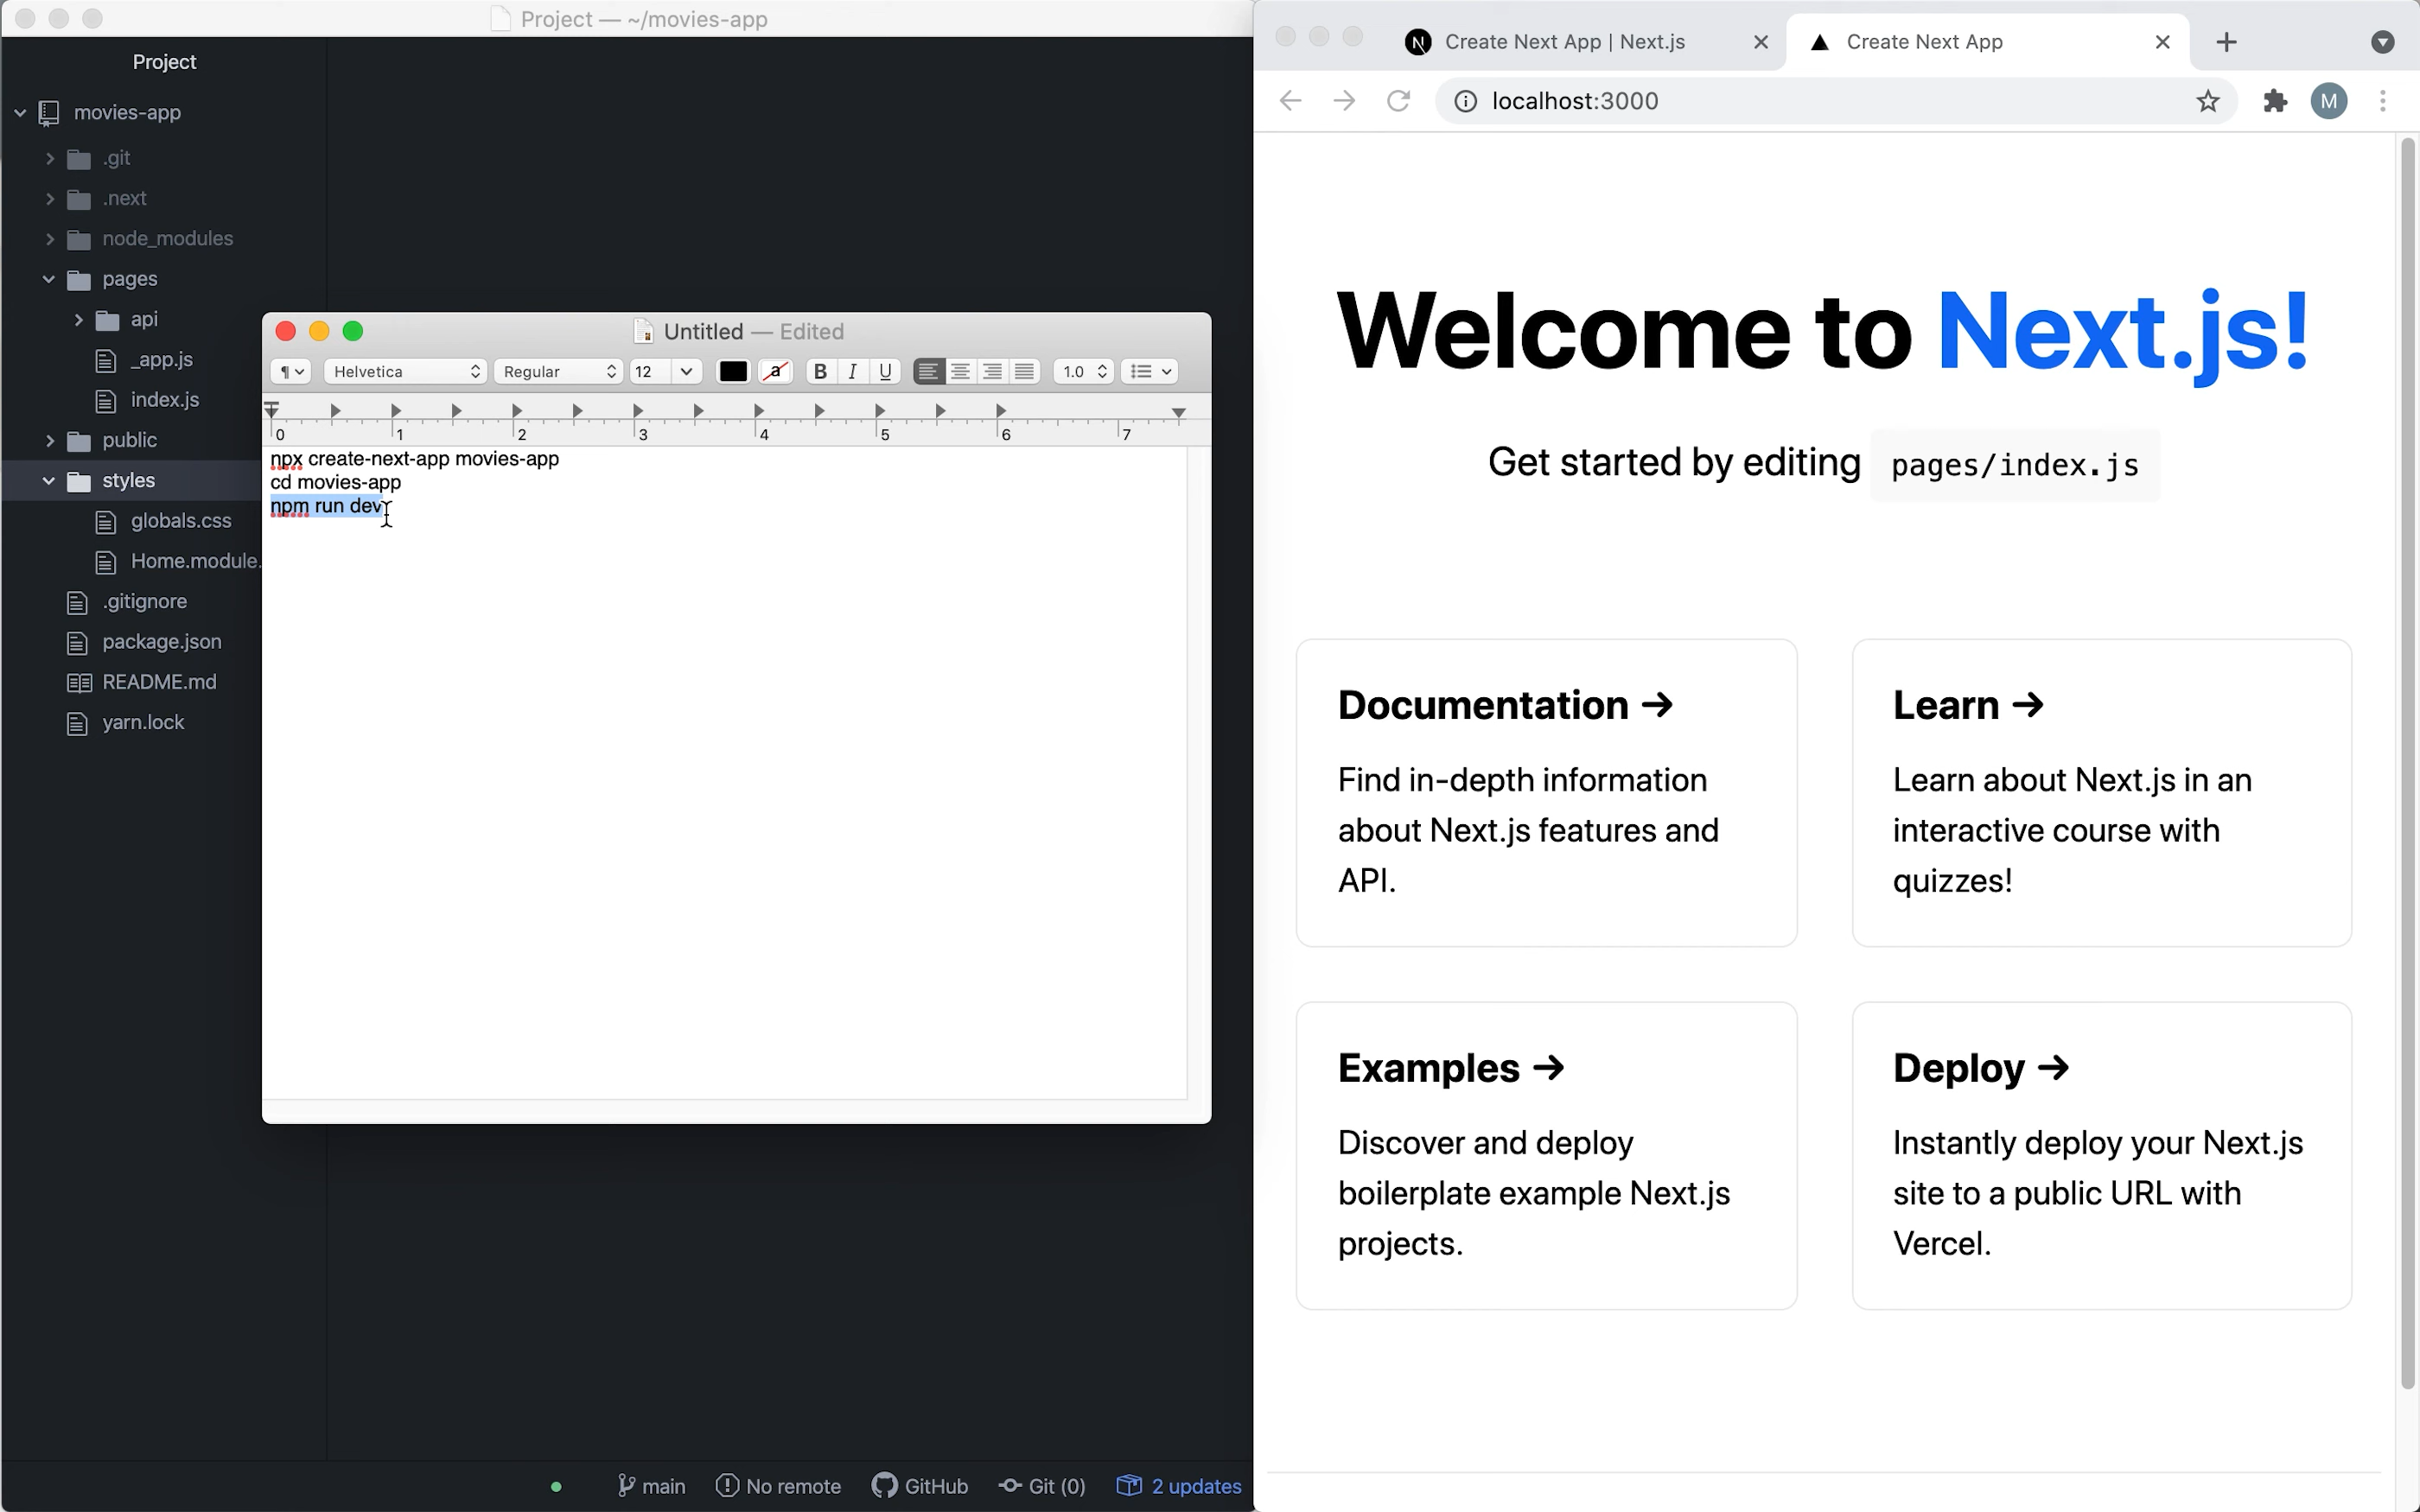 Project — ~/movies-app
Project
movies-app
.git
.next
node_modules
pages
api
_app.js
index.js
public
styles
globals.css
Home.module.
.gitignore
package.json
README.md
yarn.lock
Untitled — Edited
¶ Helvetica Regular 12 a B I U 1.0
0 1 2 3 4 5 6 7
npx create-next-app movies-app
cd movies-app
npm run dev
main No remote GitHub Git (0) 2 updates
N Create Next App | Next.js Create Next App
localhost:3000 M
Welcome to Next.js!
Get started by editing pages/index.js
Documentation →
Find in-depth information
about Next.js features and
API.
Learn →
Learn about Next.js in an
interactive course with
quizzes!
Examples →
Discover and deploy
boilerplate example Next.js
projects.
Deploy →
Instantly deploy your Next.js
site to a public URL with
Vercel.